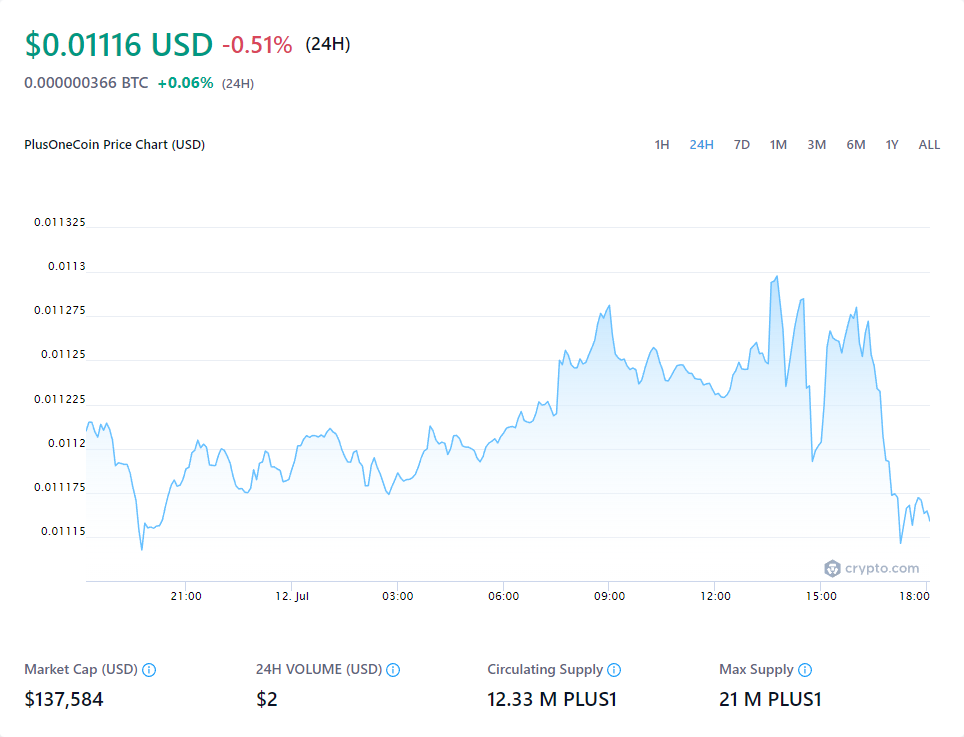 $0.01116 USD -0.51% (24H)
0.000000366 BTC +0.06% (24H)
PlusOneCoin Price Chart (USD)
1H 24H 7D 1M 3M 6M 1Y ALL
0.011325
0.0113
0.011275
0.01125
0.011225
0.0112
0.011175
0.01115
crypto.com
21:00 12. Jul 03:00 06:00 09:00 12:00 15:00 18:00
Market Cap (USD) 24H VOLUME (USD) Circulating Supply Max Supply
$137,584 $2 12.33 M PLUS1 21 M PLUS1